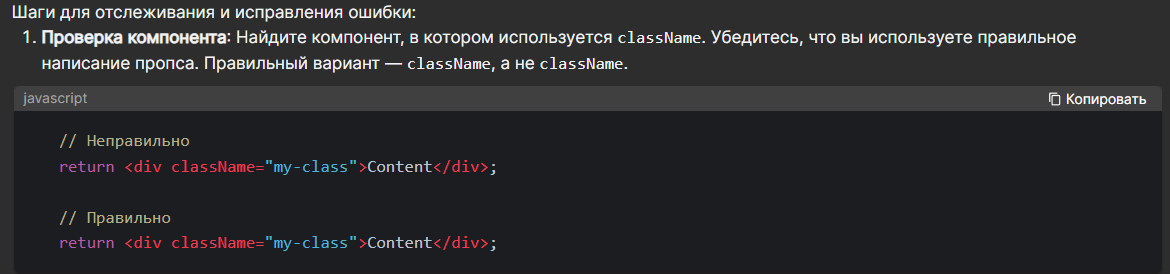 Шаги для отслеживания и исправления ошибки:
1. Проверка компонента: Найдите компонент, в котором используется className. Убедитесь, что вы используете правильное
написание пропса. Правильный вариант — className, а не className.
javascript
Копировать
// Неправильно
return <div className="my-class">Content</div>;
// Правильно
return <div className="my-class">Content</div>;